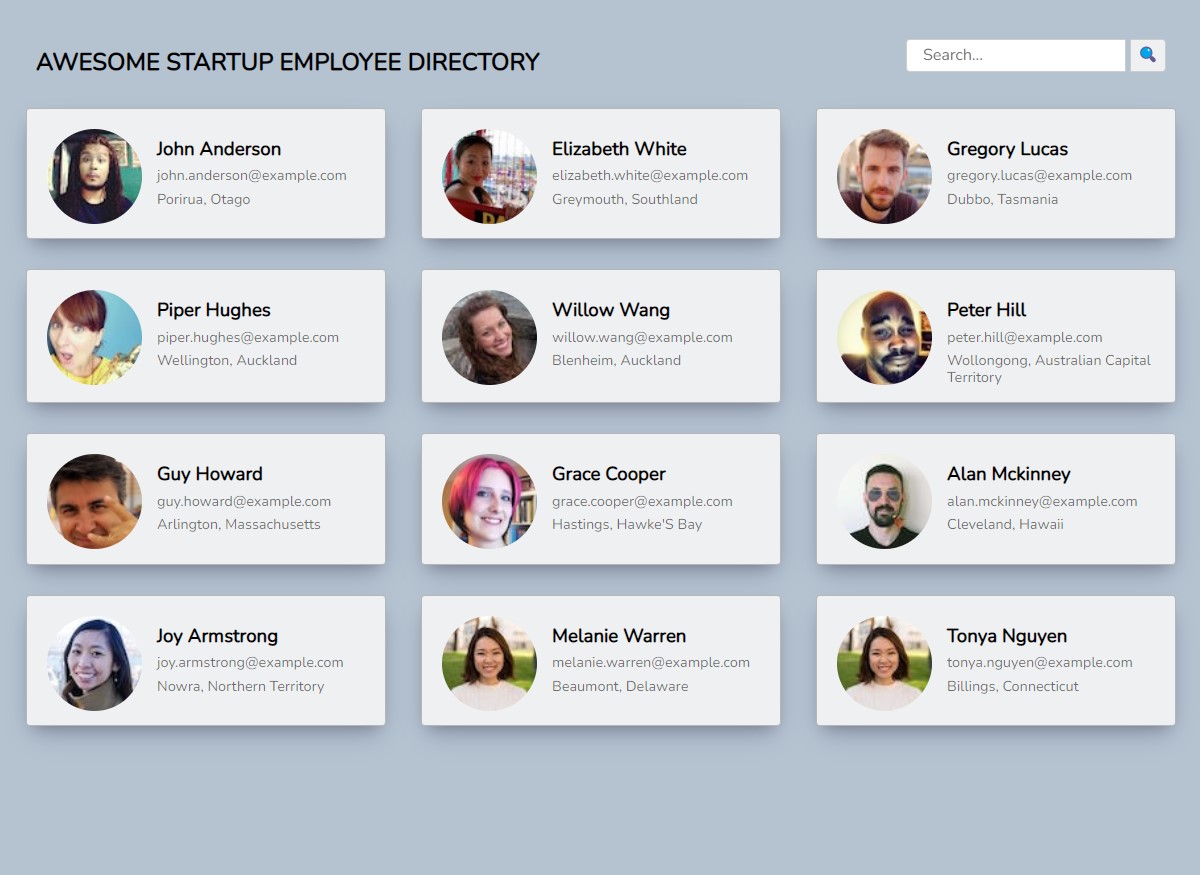 AWESOME STARTUP EMPLOYEE DIRECTORY
Search...
John Anderson
john.anderson@example.com
Porirua, Otago
Elizabeth White
elizabeth.white@example.com
Greymouth, Southland
Gregory Lucas
gregory.lucas@example.com
Dubbo, Tasmania
Piper Hughes
piper.hughes@example.com
Wellington, Auckland
Willow Wang
willow.wang@example.com
Blenheim, Auckland
Peter Hill
peter.hill@example.com
Wollongong, Australian Capital
Territory
Guy Howard
guy.howard@example.com
Arlington, Massachusetts
Grace Cooper
grace.cooper@example.com
Hastings, Hawke'S Bay
Alan Mckinney
alan.mckinney@example.com
Cleveland, Hawaii
Joy Armstrong
joy.armstrong@example.com
Nowra, Northern Territory
Melanie Warren
melanie.warren@example.com
Beaumont, Delaware
Tonya Nguyen
tonya.nguyen@example.com
Billings, Connecticut